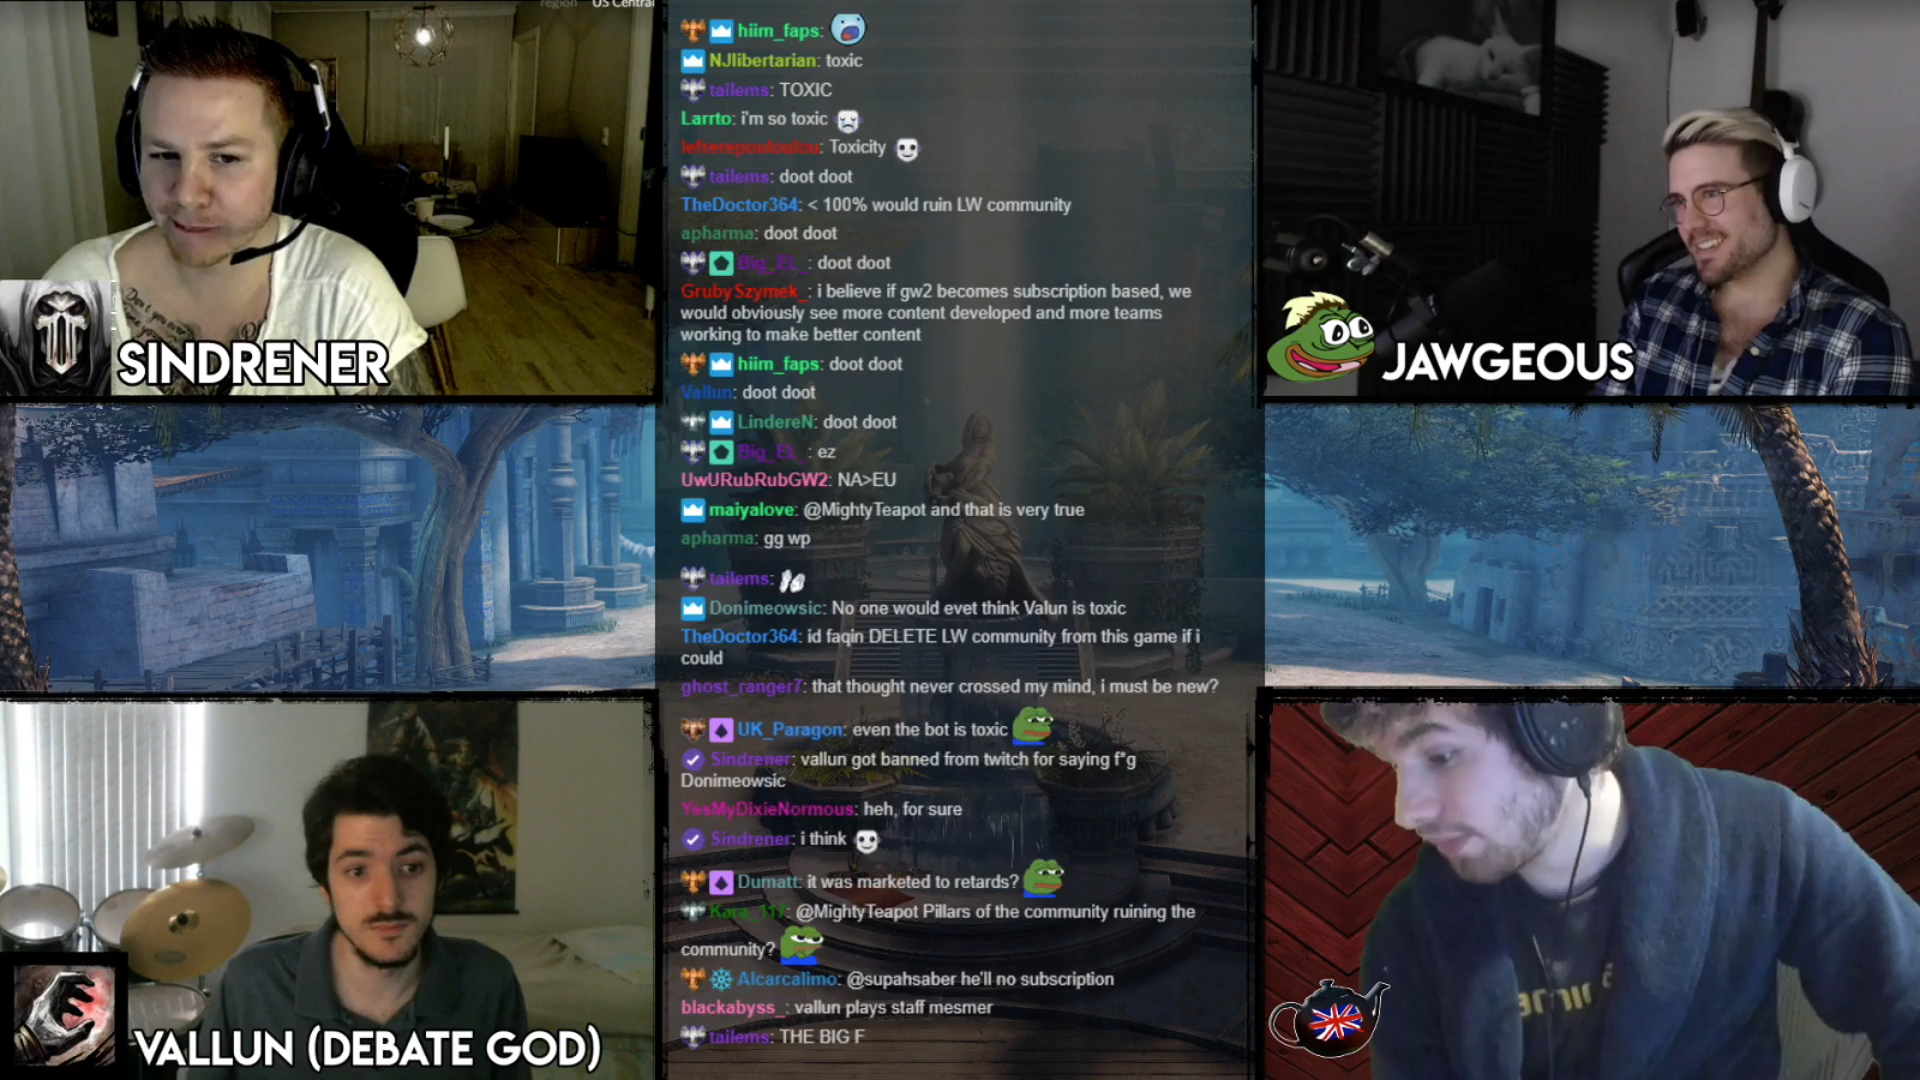 region US Central
SINDRENER
hiim_faps:
NJlibertarian: toxic
tailems: TOXIC
Larrto: i'm so toxic
lefrerepouloulou: Toxicity
tailems: doot doot
TheDoctor364: < 100% would ruin LW community
apharma: doot doot
Big_EL_: doot doot
GrubySzymek_: i believe if gw2 becomes subscription based, we
would obviously see more content developed and more teams
working to make better content
hiim_faps: doot doot
Vallun: doot doot
LindereN: doot doot
Big_EL_: ez
UwURubRubGW2: NA>EU
maiyalove: @MightyTeapot and that is very true
apharma: gg wp
tailems:
Donimeowsic: No one would evet think Valun is toxic
TheDoctor364: id faqin DELETE LW community from this game if i
could
ghost_ranger7: that thought never crossed my mind, i must be new?
UK_Paragon: even the bot is toxic
Sindrener: vallun got banned from twitch for saying f*g
Donimeowsic
YesMyDixieNormous: heh, for sure
Sindrener: i think
Dumatt: it was marketed to retards?
Kara_117: @MightyTeapot Pillars of the community ruining the
community?
Alcarcalimo: @supahsaber he'll no subscription
blackabyss_: vallun plays staff mesmer
tailems: THE BIG F
JAWGEOUS
VALLUN (DEBATE GOD)